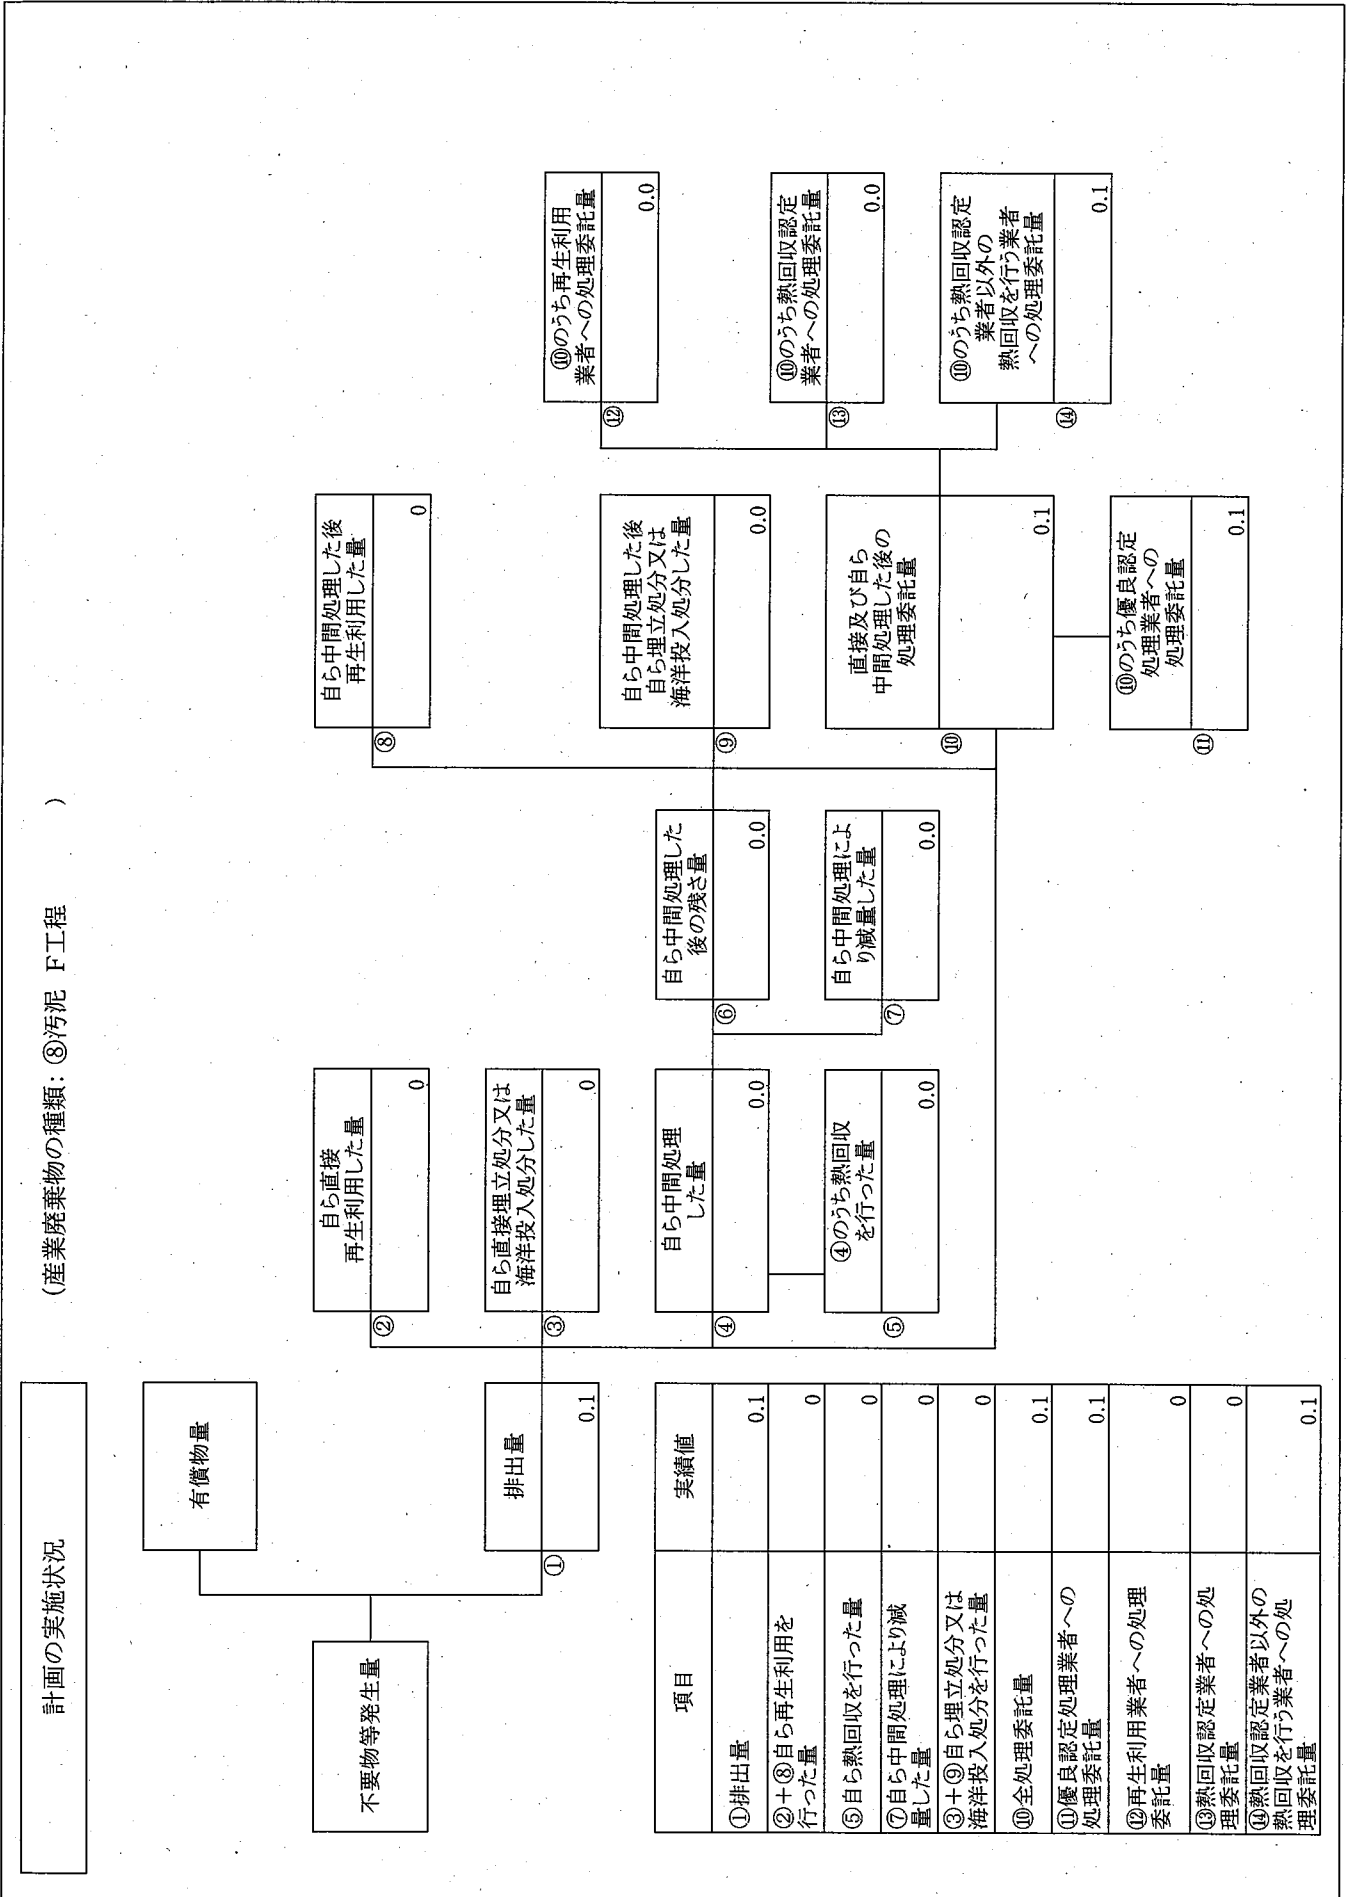 計画の実施状況
(産業廃棄物の種類: ⑧汚泥 F工程 )
不要物等発生量
有償物量
①
排出量
0.1
②
自ら直接
再生利用した量
0
③
自ら直接埋立処分又は
海洋投入処分した量
0
④
自ら中間処理
した量
0.0
⑤
④のうち熱回収
を行った量
0.0
⑥
自ら中間処理した
後の残さ量
0.0
⑦
自ら中間処理によ
り減量した量
0.0
⑧
自ら中間処理した後
再生利用した量
0
⑨
自ら中間処理した後
自ら埋立処分又は
海洋投入処分した量
0.0
⑩
直接及び自ら
中間処理した後の
処理委託量
0.1
⑪
⑩のうち優良認定
処理業者への
処理委託量
0.1
⑫
⑩のうち再生利用
業者への処理委託量
0.0
⑬
⑩のうち熱回収認定
業者への処理委託量
0.0
⑭
⑩のうち熱回収認定
業者以外の
熱回収を行う業者
への処理委託量
0.1
項目 実績値
①排出量 0.1
②+⑧自ら再生利用を
行った量 0
⑤自ら熱回収を行った量 0
⑦自ら中間処理により減
量した量 0
③+⑨自ら埋立処分又は
海洋投入処分を行った量 0
⑩全処理委託量 0.1
⑪優良認定処理業者への
処理委託量 0.1
⑫再生利用業者への処理
委託量 0
⑬熱回収認定業者への処
理委託量 0
⑭熱回収認定業者以外の
熱回収を行う業者への処
理委託量 0.1